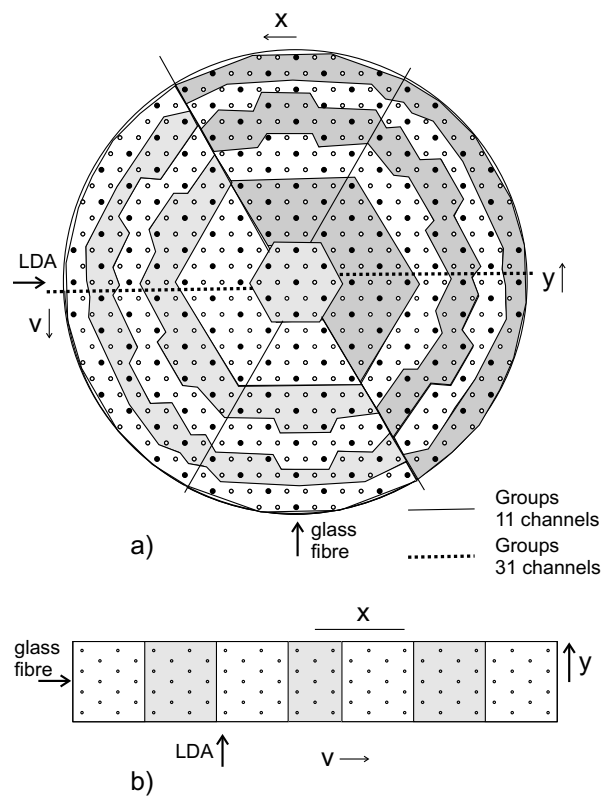 x
LDA
v
y
glass
fibre
a)
Groups
11 channels
Groups
31 channels
x
glass
fibre
y
LDA
v
b)